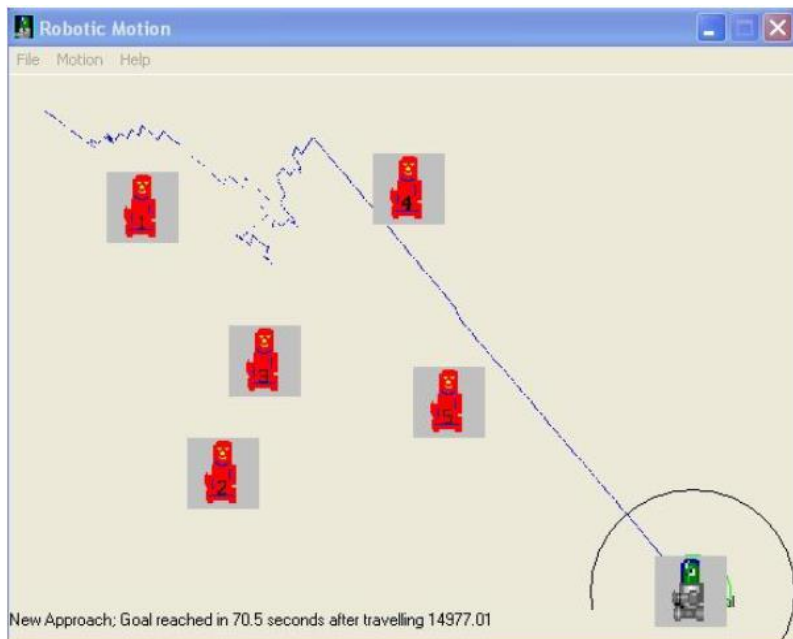 Robotic Motion
File Motion Help
1
4
3
5
2
New Approach; Goal reached in 70.5 seconds after travelling 14977.01